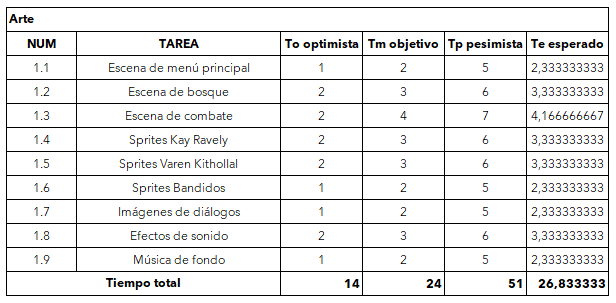 Arte
NUM TAREA To optimista Tm objetivo Tp pesimista Te esperado
1.1 Escena de menú principal 1 2 5 2,333333333
1.2 Escena de bosque 2 3 6 3,333333333
1.3 Escena de combate 2 4 7 4,166666667
1.4 Sprites Kay Ravely 2 3 6 3,333333333
1.5 Sprites Varen Kithollal 2 3 6 3,333333333
1.6 Sprites Bandidos 1 2 5 2,333333333
1.7 Imágenes de diálogos 1 2 5 2,333333333
1.8 Efectos de sonido 2 3 6 3,333333333
1.9 Música de fondo 1 2 5 2,333333333
Tiempo total 14 24 51 26,833333